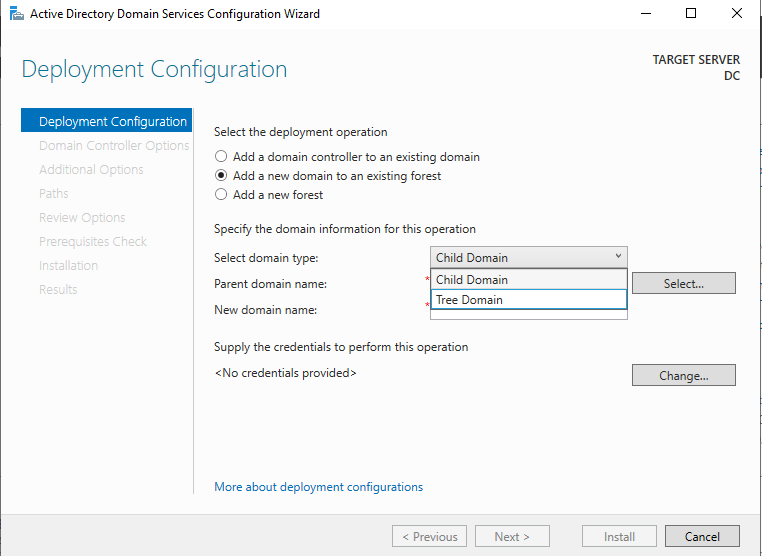 Active Directory Domain Services Configuration Wizard
Deployment Configuration
TARGET SERVER
DC
Deployment Configuration
Domain Controller Options
Additional Options
Paths
Review Options
Prerequisites Check
Installation
Results
Select the deployment operation
Add a domain controller to an existing domain
Add a new domain to an existing forest
Add a new forest
Specify the domain information for this operation
Select domain type:
Child Domain
Parent domain name:
*
Child Domain
Select...
Tree Domain
New domain name:
*
Supply the credentials to perform this operation
<No credentials provided>
Change...
More about deployment configurations
< Previous
Next >
Install
Cancel